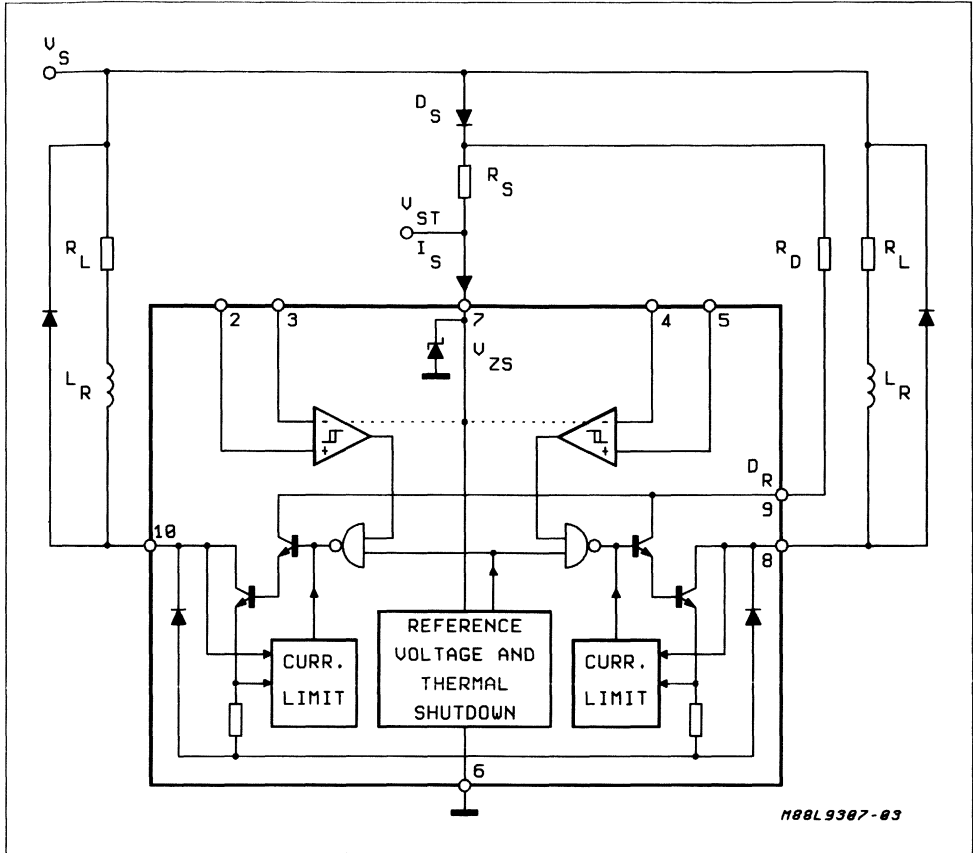 V S
D S
R S
V ST
I S
R L
R D
R L
2
3
7
4
5
V ZS
L R
L R
-
+
-
+
D R
9
10
8
CURR.
LIMIT
REFERENCE
VOLTAGE AND
THERMAL
SHUTDOWN
CURR.
LIMIT
6
M88L9307-03